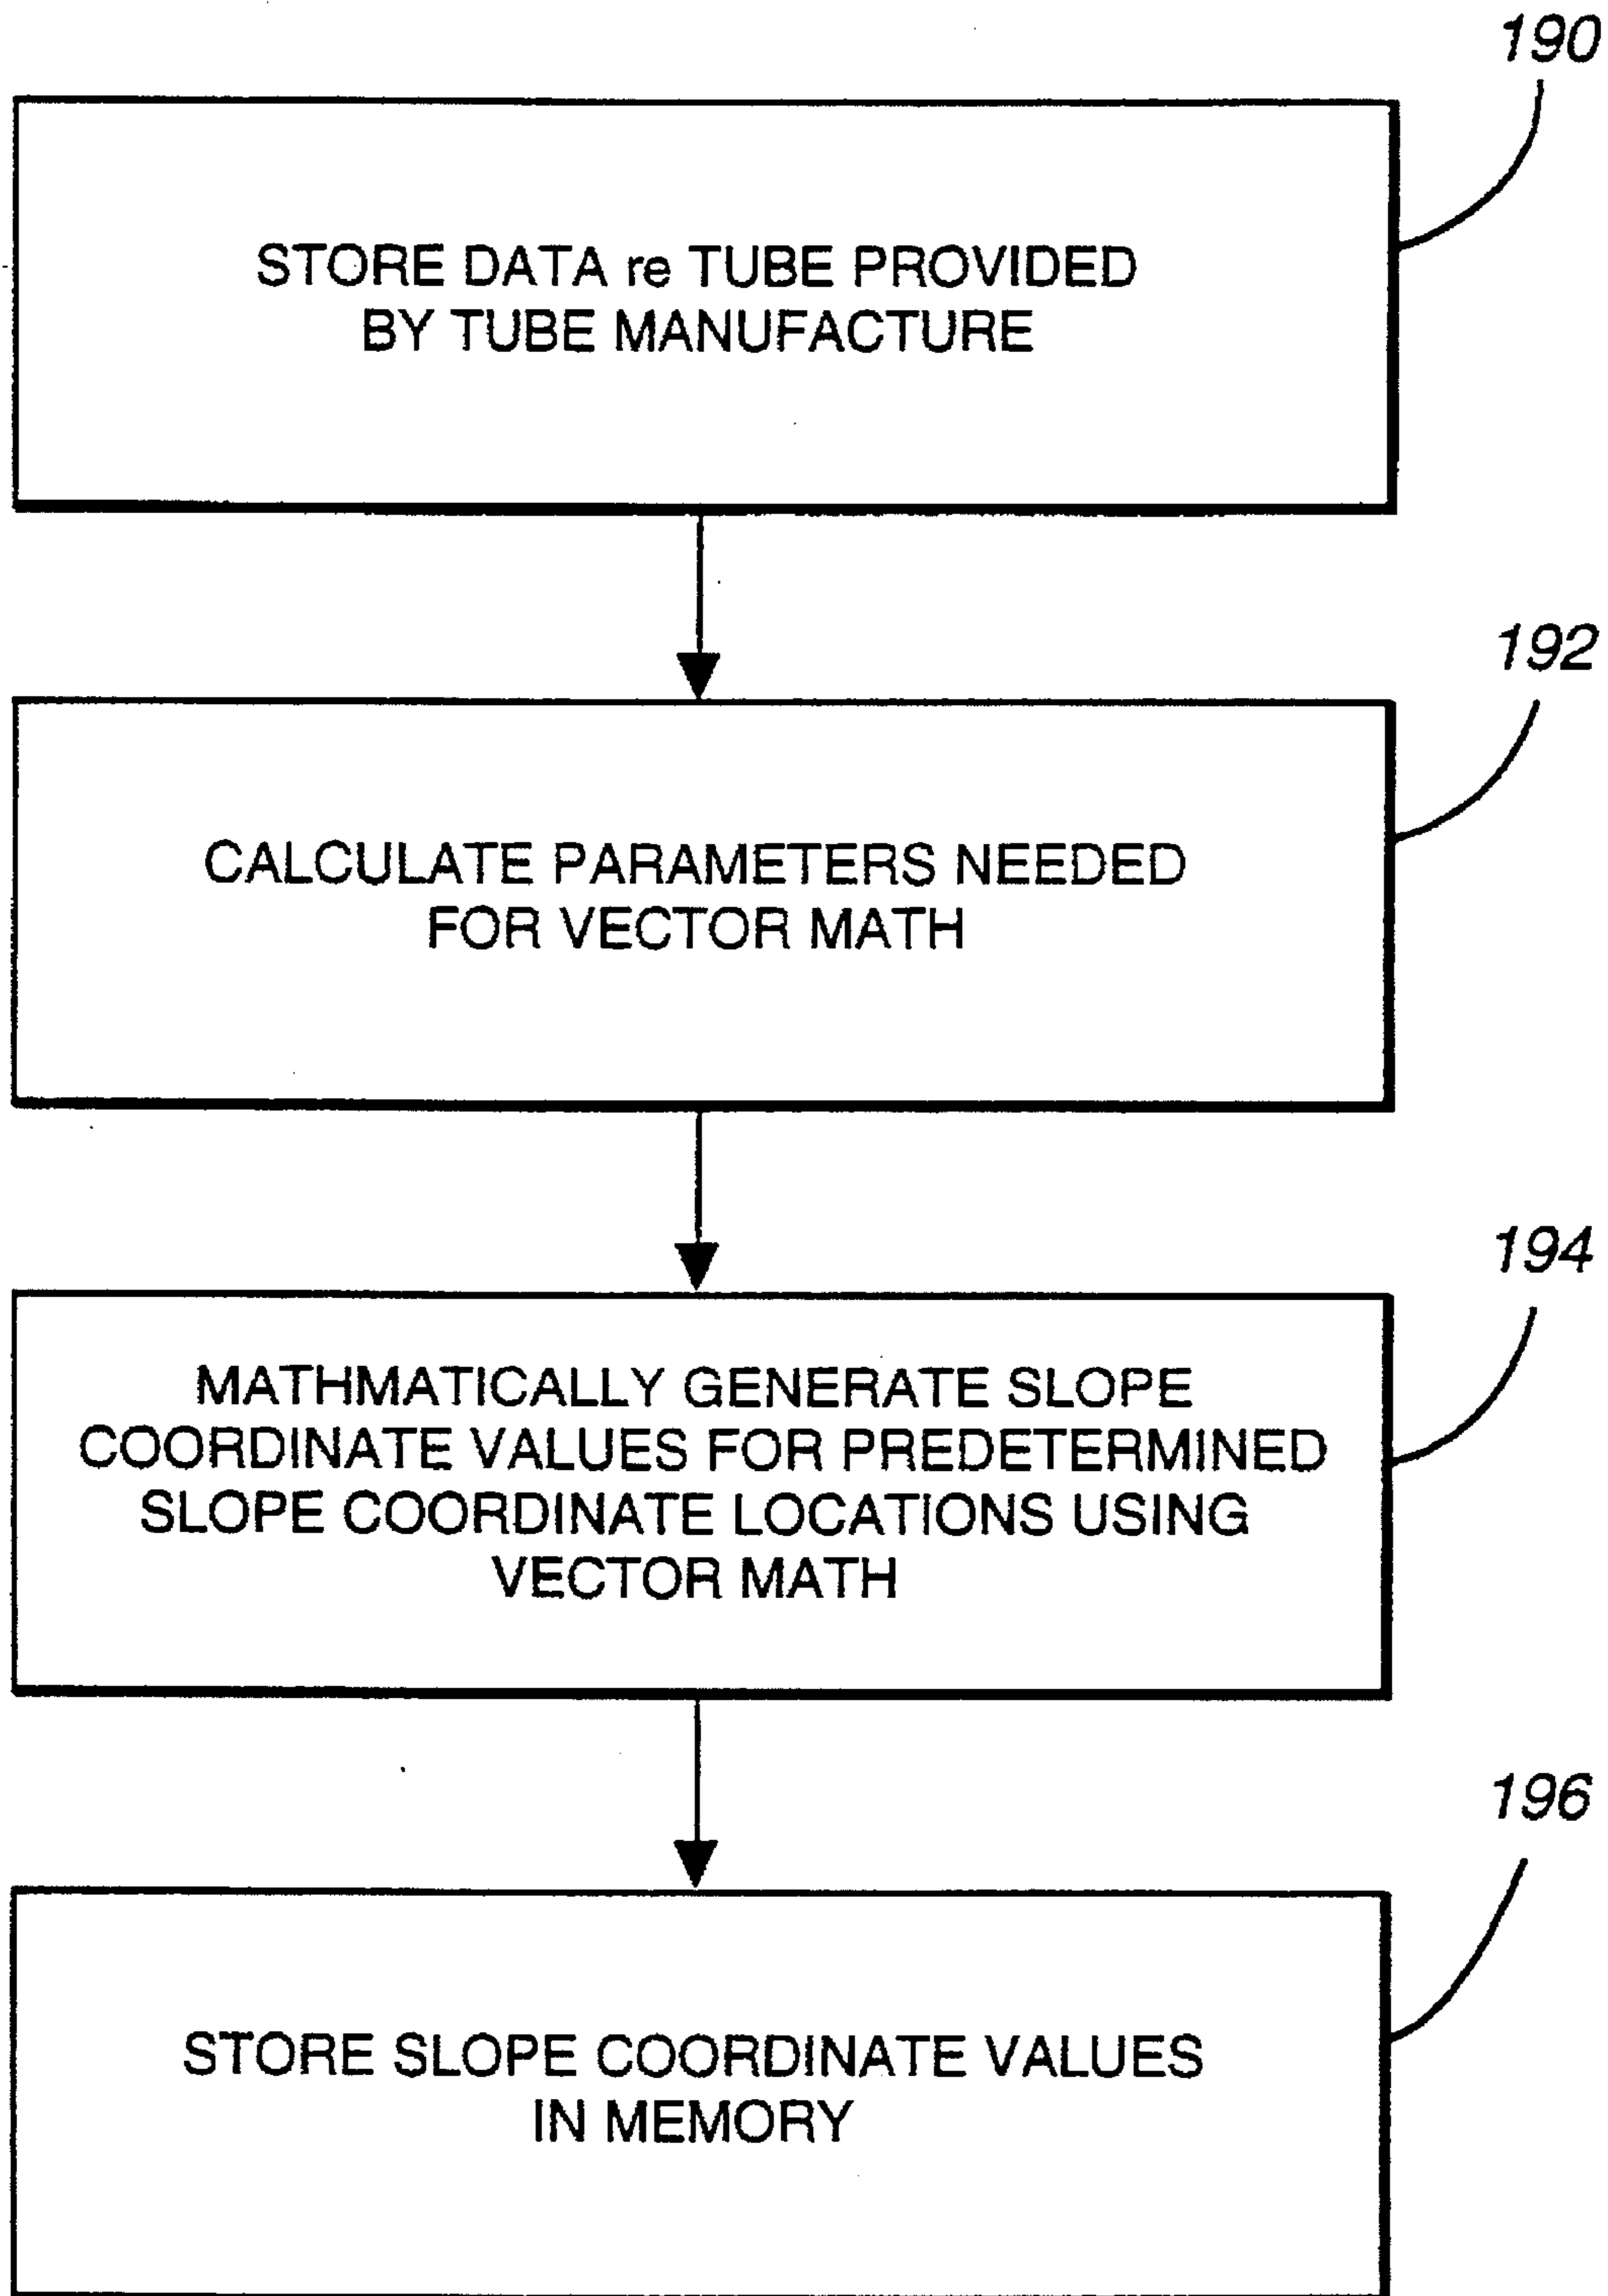 190
STORE DATA re TUBE PROVIDED
BY TUBE MANUFACTURE
192
CALCULATE PARAMETERS NEEDED
FOR VECTOR MATH
194
MATHMATICALLY GENERATE SLOPE
COORDINATE VALUES FOR PREDETERMINED
SLOPE COORDINATE LOCATIONS USING
VECTOR MATH
196
STORE SLOPE COORDINATE VALUES
IN MEMORY